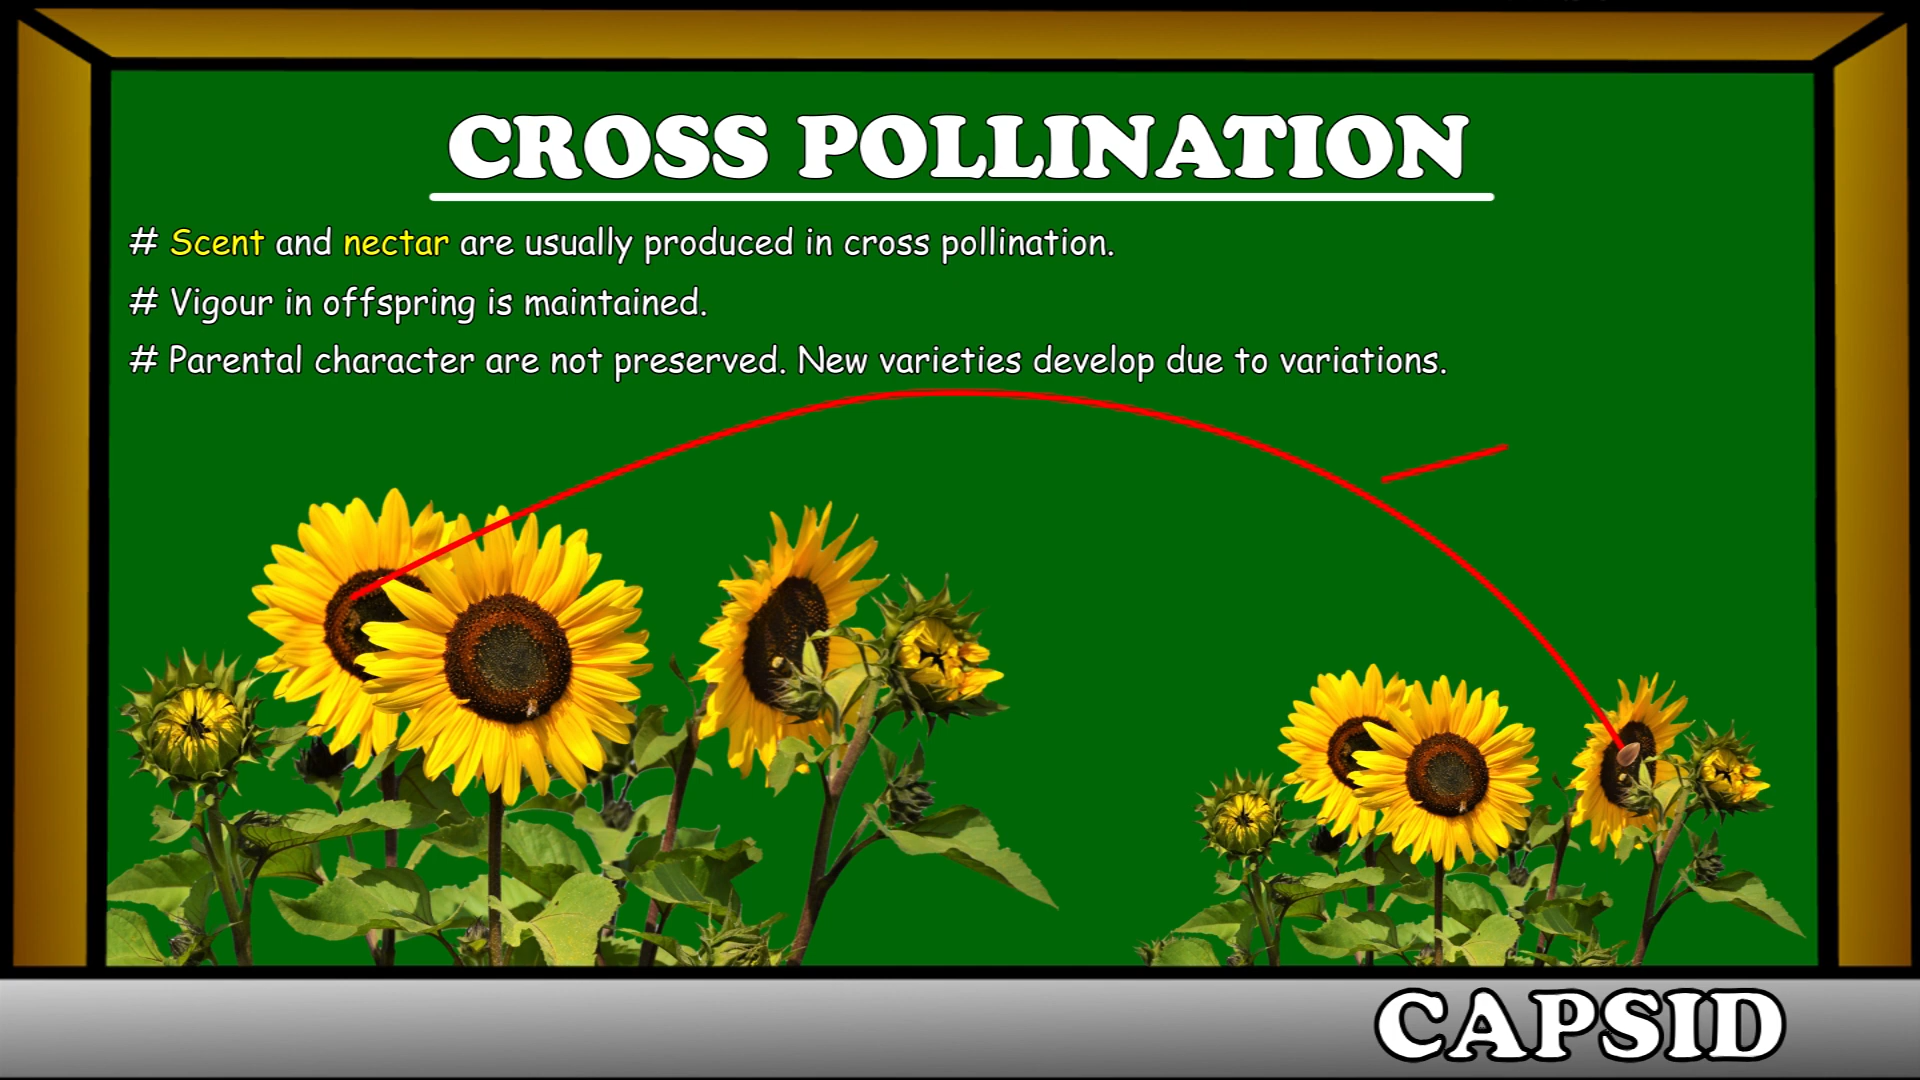 CROSS POLLINATION
# Scent and nectar are usually produced in cross pollination.
# Vigour in offspring is maintained.
# Parental character are not preserved. New varieties develop due to variations.
CAPSID